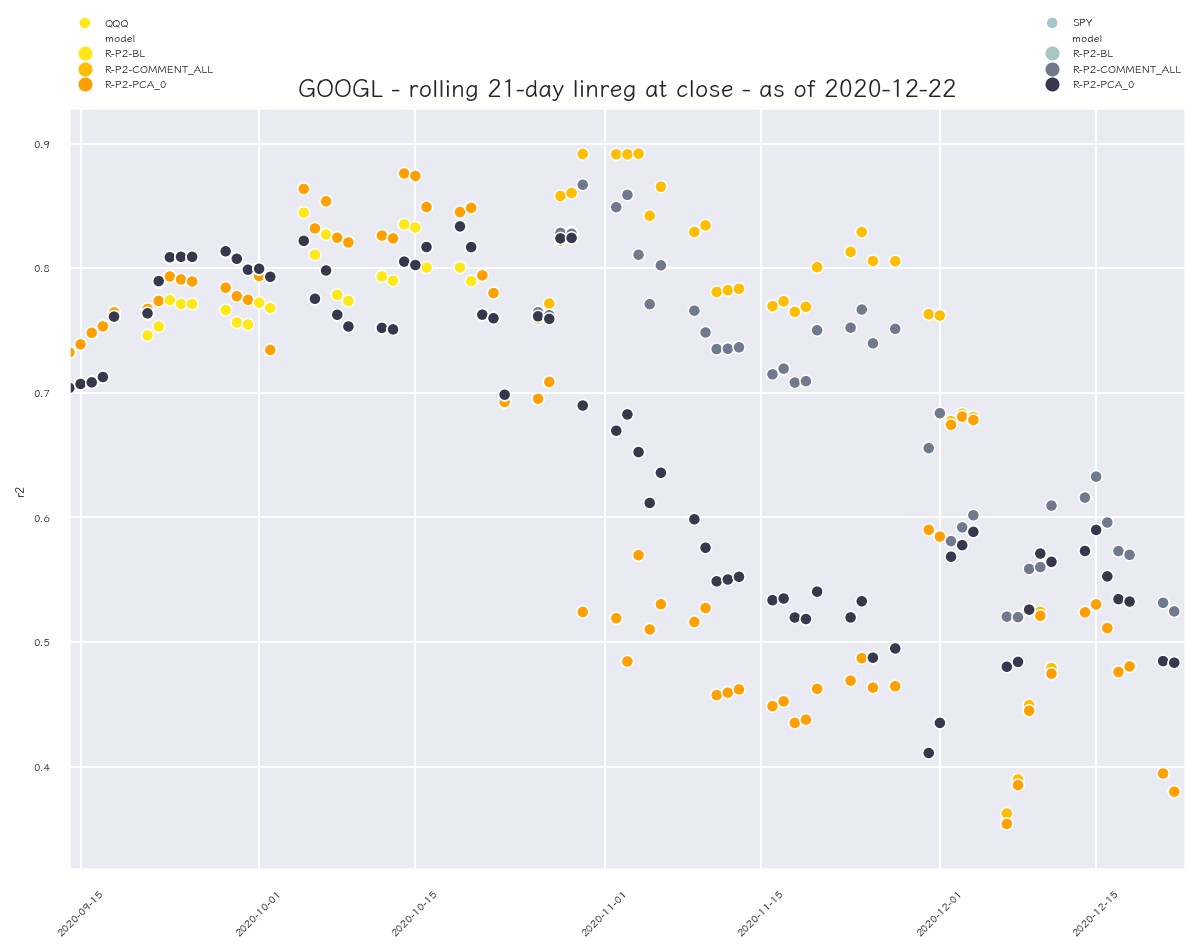 QQQ
model
R-P2-BL
R-P2-COMMENT_ALL
R-P2-PCA_0
SPY
model
R-P2-BL
R-P2-COMMENT_ALL
R-P2-PCA_0
GOOGL - rolling 21-day linreg at close - as of 2020-12-22
0.9
0.8
0.7
0.6
0.5
0.4
r2
2020-09-15
2020-10-01
2020-10-15
2020-11-01
2020-11-15
2020-12-01
2020-12-15